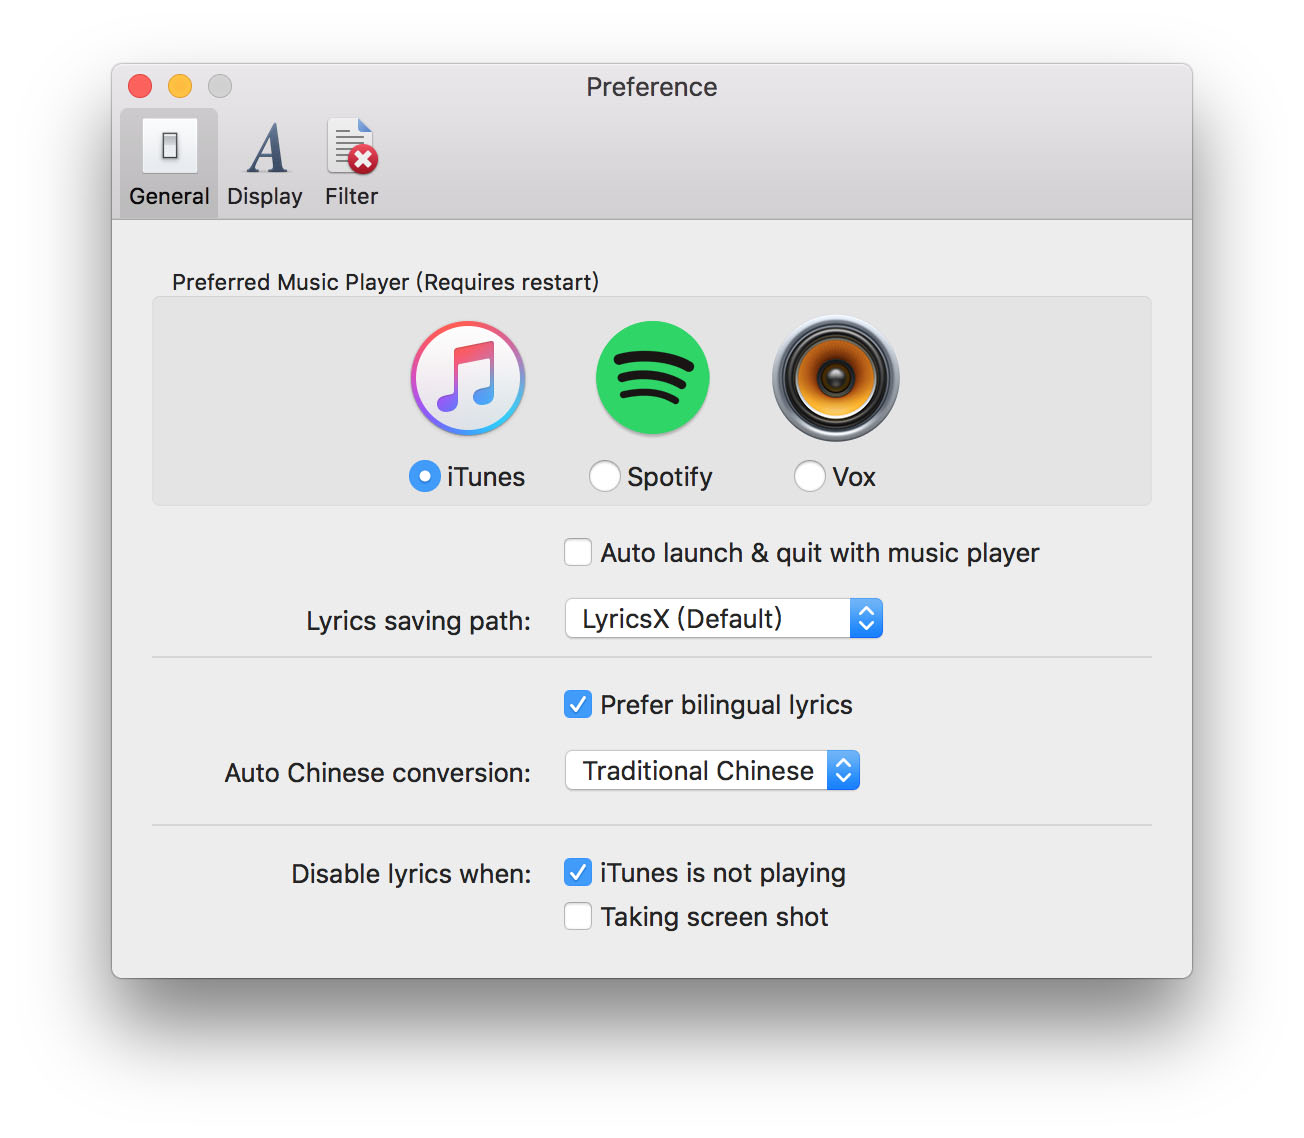 Preference
General Display Filter
Preferred Music Player (Requires restart)
iTunes Spotify Vox
Auto launch & quit with music player
Lyrics saving path: LyricsX (Default)
Prefer bilingual lyrics
Auto Chinese conversion: Traditional Chinese
Disable lyrics when: iTunes is not playing
Taking screen shot